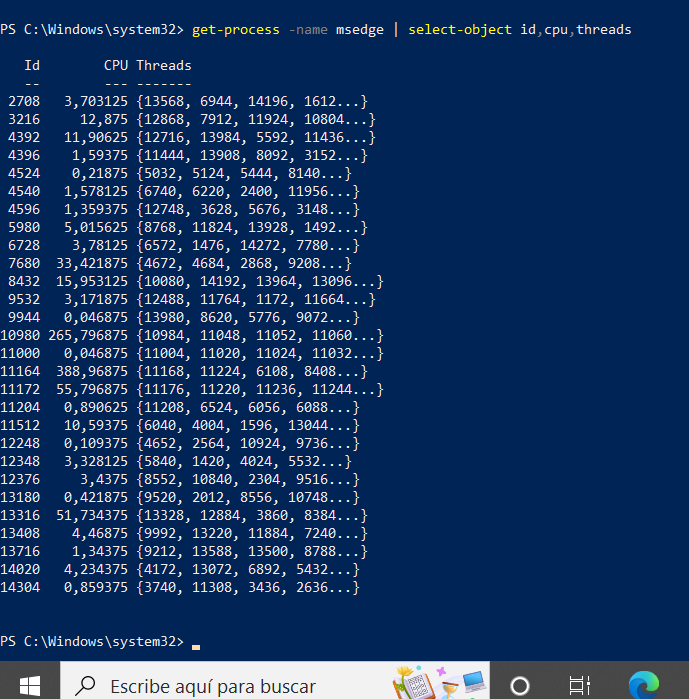 PS C:\Windows\system32> get-process -name msedge | select-object id,cpu,threads
Id CPU Threads
-- --- -------
2708 3,703125 {13568, 6944, 14196, 1612...}
3216 12,875 {12868, 7912, 11924, 10804...}
4392 11,90625 {12716, 13984, 5592, 11436...}
4396 1,59375 {11444, 13908, 8092, 3152...}
4524 0,21875 {5032, 5124, 5444, 8140...}
4540 1,578125 {6740, 6220, 2400, 11956...}
4596 1,359375 {12748, 3628, 5676, 3148...}
5980 5,015625 {8768, 11824, 13928, 1492...}
6728 3,78125 {6572, 1476, 14272, 7780...}
7680 33,421875 {4672, 4684, 2868, 9208...}
8432 15,953125 {10080, 14192, 13964, 13096...}
9532 3,171875 {12488, 11764, 1172, 11664...}
9944 0,046875 {13980, 8620, 5776, 9072...}
10980 265,796875 {10984, 11048, 11052, 11060...}
11000 0,046875 {11004, 11020, 11024, 11032...}
11164 388,96875 {11168, 11224, 6108, 8408...}
11172 55,796875 {11176, 11220, 11236, 11244...}
11204 0,890625 {11208, 6524, 6056, 6088...}
11512 10,59375 {6040, 4004, 1596, 13044...}
12248 0,109375 {4652, 2564, 10924, 9736...}
12348 3,328125 {5840, 1420, 4024, 5532...}
12376 3,4375 {8552, 10840, 2304, 9516...}
13180 0,421875 {9520, 2012, 8556, 10748...}
13316 51,734375 {13328, 12884, 3860, 8384...}
13408 4,46875 {9992, 13220, 11884, 7240...}
13716 1,34375 {9212, 13588, 13500, 8788...}
14020 4,234375 {4172, 13072, 6892, 5432...}
14304 0,859375 {3740, 11308, 3436, 2636...}
PS C:\Windows\system32>
Escribe aquí para buscar